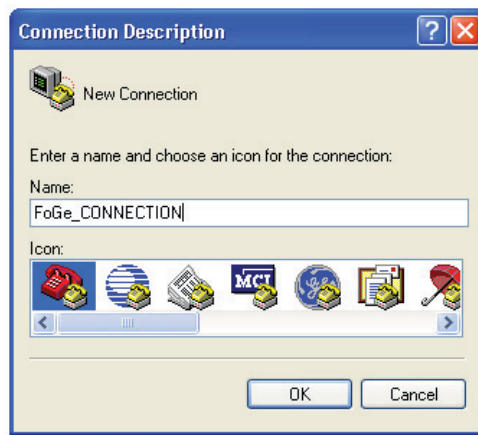 Connection Description
New Connection
Enter a name and choose an icon for the connection:
Name:
FoGe_CONNECTION
Icon:
MCI
OK
Cancel